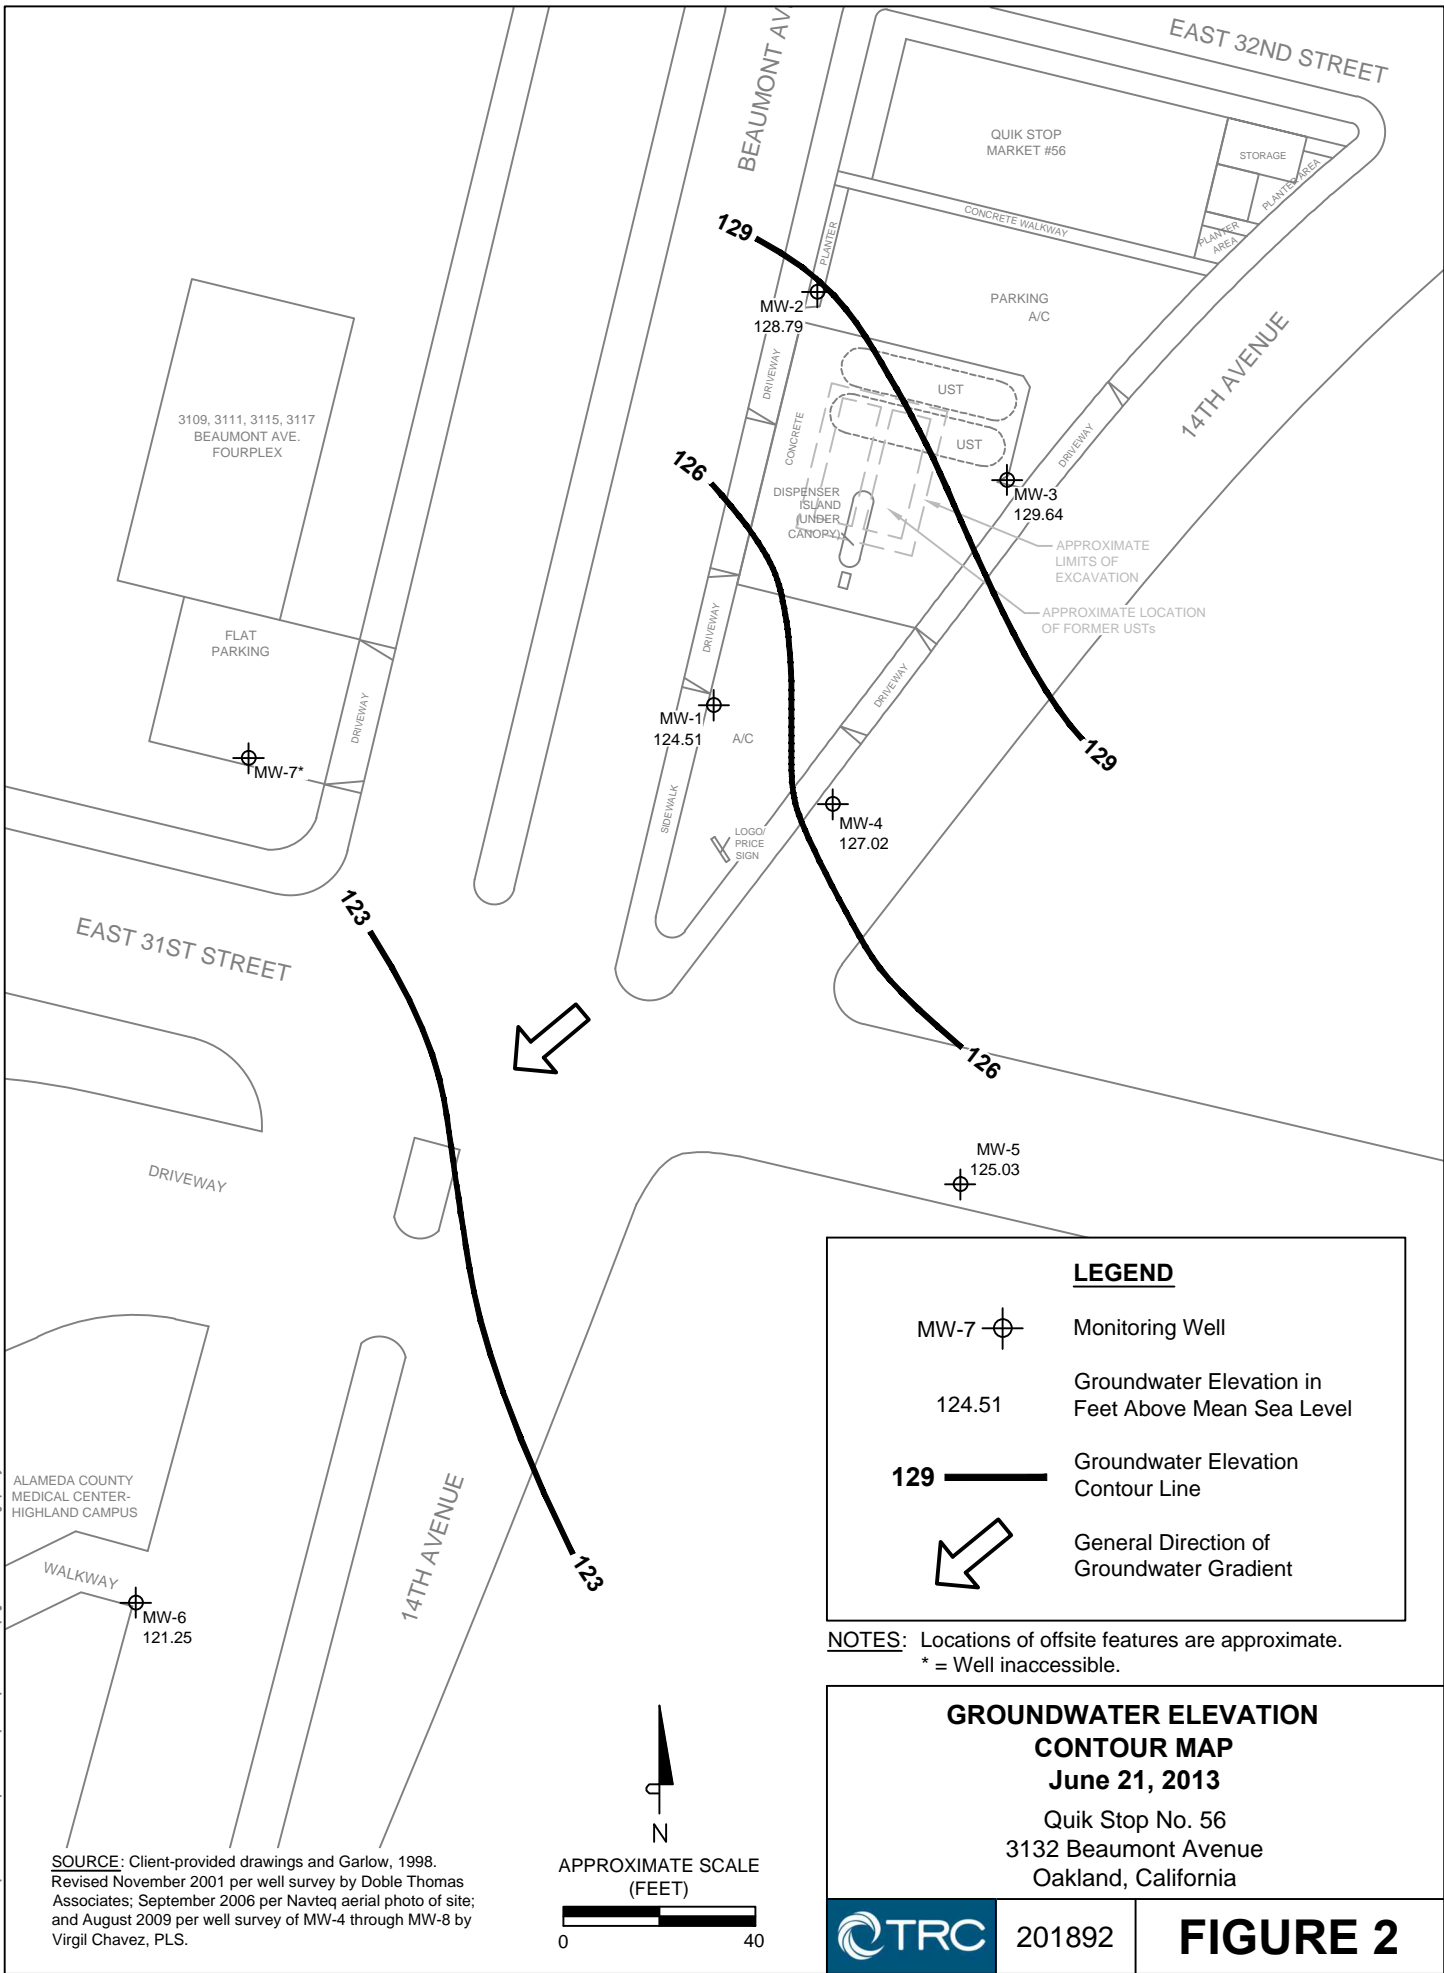 EAST 32ND STREET
BEAUMONT AV
QUIK STOP
MARKET #56
STORAGE
PLANTER AREA
PLANTER
AREA
CONCRETE WALKWAY
PLANTER
129
MW-2
128.79
PARKING
A/C
14TH AVENUE
DRIVEWAY
UST
UST
CONCRETE
DRIVEWAY
3109, 3111, 3115, 3117
BEAUMONT AVE.
FOURPLEX
126
DISPENSER
ISLAND
(UNDER
CANOPY)
MW-3
129.64
APPROXIMATE
LIMITS OF
EXCAVATION
APPROXIMATE LOCATION
OF FORMER USTs
FLAT
PARKING
DRIVEWAY
DRIVEWAY
DRIVEWAY
MW-1
124.51
A/C
129
MW-7*
SIDEWALK
LOGO/
PRICE
SIGN
MW-4
127.02
123
EAST 31ST STREET
126
DRIVEWAY
MW-5
125.03
LEGEND
MW-7
Monitoring Well
124.51
Groundwater Elevation in
Feet Above Mean Sea Level
129
Groundwater Elevation
Contour Line
General Direction of
Groundwater Gradient
ALAMEDA COUNTY
MEDICAL CENTER-
HIGHLAND CAMPUS
WALKWAY
14TH AVENUE
123
MW-6
121.25
NOTES: Locations of offsite features are approximate.
* = Well inaccessible.
GROUNDWATER ELEVATION
CONTOUR MAP
June 21, 2013
Quik Stop No. 56
3132 Beaumont Avenue
Oakland, California
N
APPROXIMATE SCALE
(FEET)
0 40
SOURCE: Client-provided drawings and Garlow, 1998.
Revised November 2001 per well survey by Doble Thomas
Associates; September 2006 per Navteq aerial photo of site;
and August 2009 per well survey of MW-4 through MW-8 by
Virgil Chavez, PLS.
TRC
201892
FIGURE 2